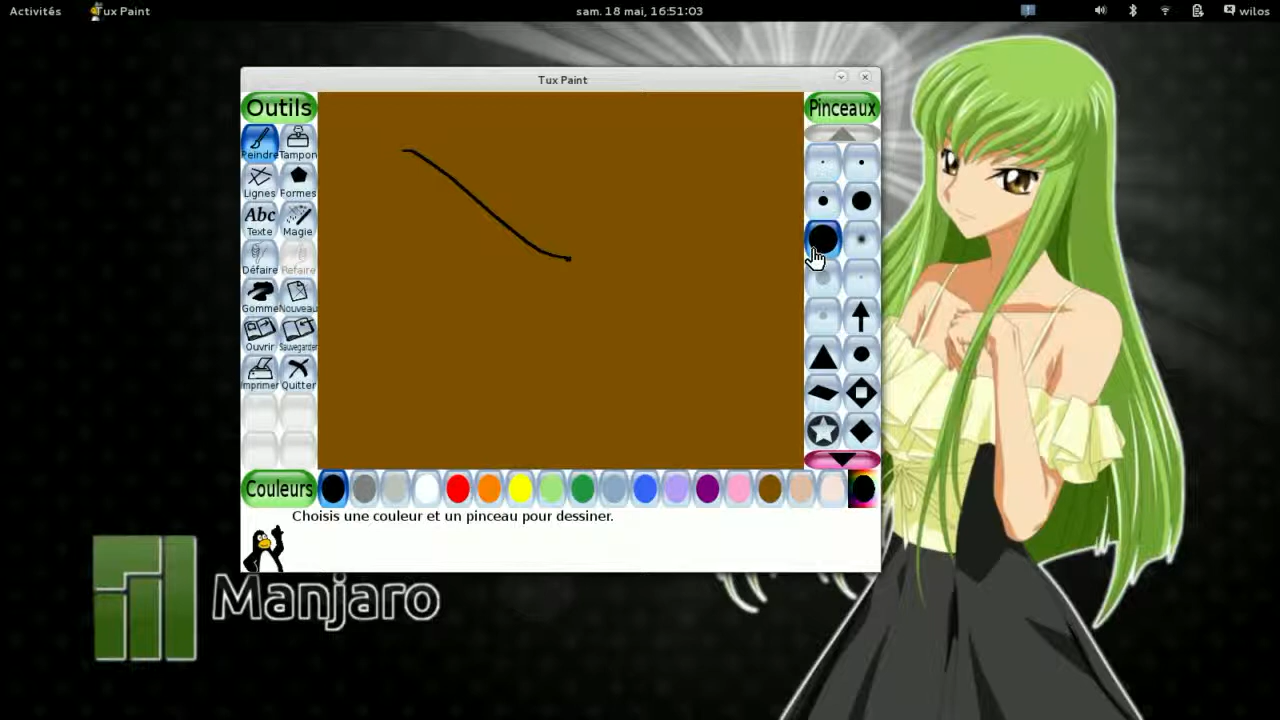 Activités Tux Paint sam. 18 mai, 16:51:03 wilos
Tux Paint
Outils Pinceaux
Peindre Tampon
Lignes Formes
Abc
Texte Magie
Défaire Refaire
Gomme Nouveau
Ouvrir Sauvegarder
Imprimer Quitter
Couleurs
Choisis une couleur et un pinceau pour dessiner.
Manjaro